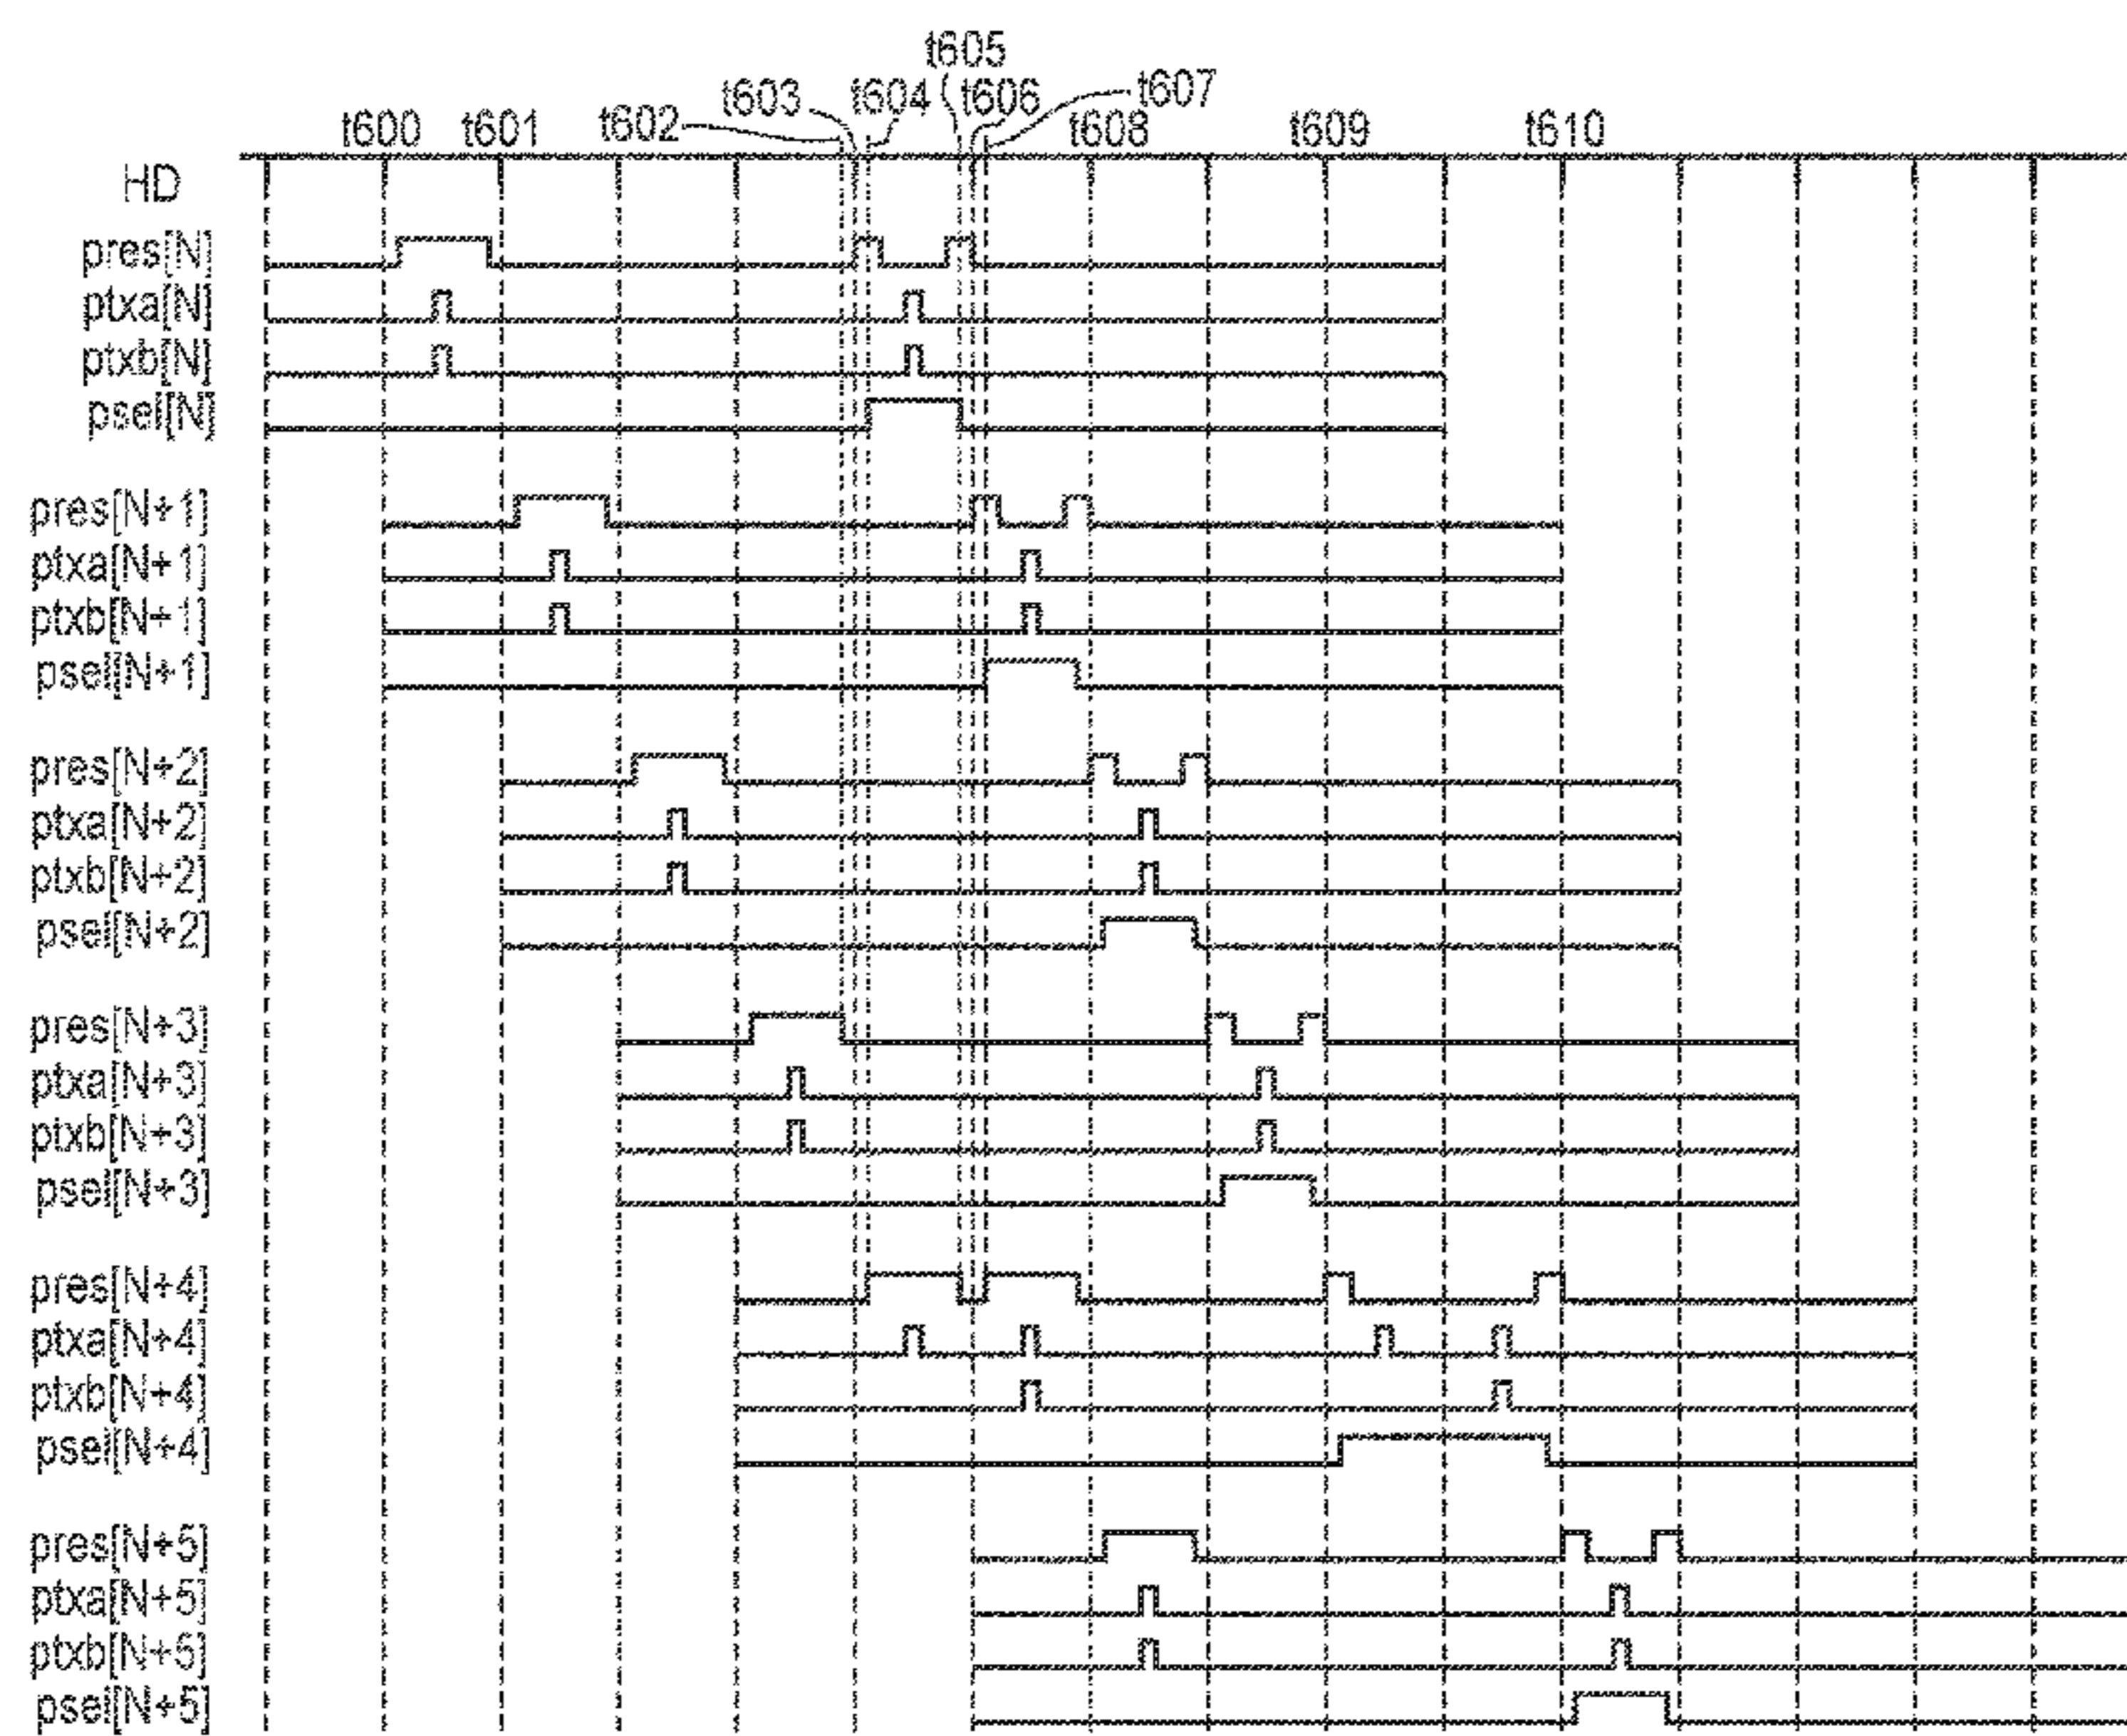 t605
t603 t604 t606 t607
t600 t601 t602 t608 t609 t610
HD
pres[N]
ptxa[N]
ptxb[N]
psel[N]
pres[N+1]
ptxa[N+1]
ptxb[N+1]
psel[N+1]
pres[N+2]
ptxa[N+2]
ptxb[N+2]
psel[N+2]
pres[N+3]
ptxa[N+3]
ptxb[N+3]
psel[N+3]
pres[N+4]
ptxa[N+4]
ptxb[N+4]
psel[N+4]
pres[N+5]
ptxa[N+5]
ptxb[N+5]
psel[N+5]